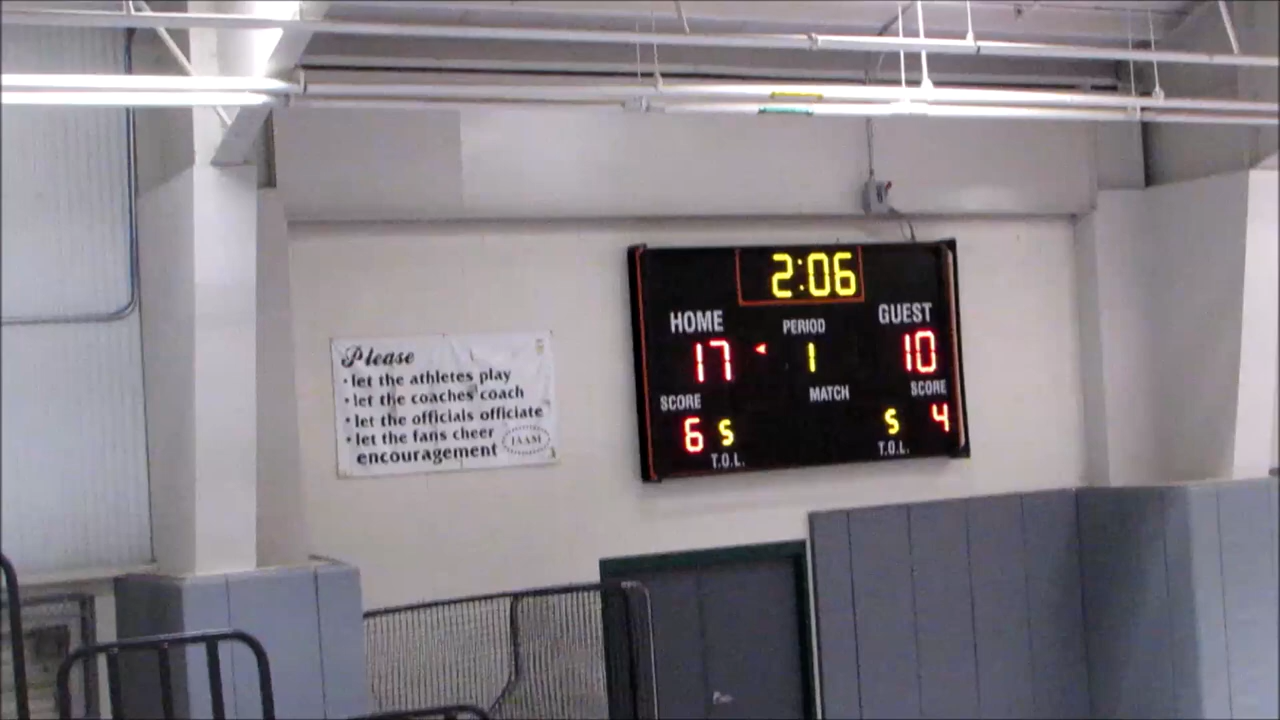 Please
• let the athletes play
• let the coaches coach
• let the officials officiate
• let the fans cheer
encouragement
IAAM
2:06
HOME PERIOD GUEST
17 1 10
SCORE MATCH SCORE
6 5 5 4
T.O.L. T.O.L.